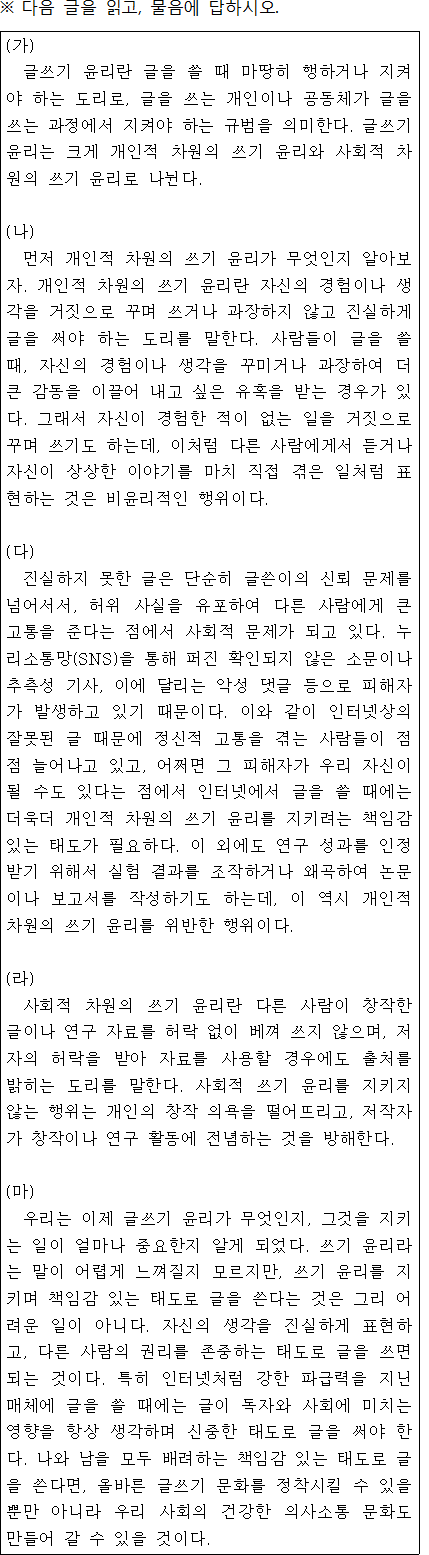 ※ 다음 글을 읽고, 물음에 답하시오.
(가)
글쓰기 윤리란 글을 쓸 때 마땅히 행하거나 지켜
야 하는 도리로, 글을 쓰는 개인이나 공동체가 글을
쓰는 과정에서 지켜야 하는 규범을 의미한다. 글쓰기
윤리는 크게 개인적 차원의 쓰기 윤리와 사회적 차
원의 쓰기 윤리로 나뉜다.
(나)
먼저 개인적 차원의 쓰기 윤리가 무엇인지 알아보
자. 개인적 차원의 쓰기 윤리란 자신의 경험이나 생
각을 거짓으로 꾸며 쓰거나 과장하지 않고 진실하게
글을 써야 하는 도리를 말한다. 사람들이 글을 쓸
때, 자신의 경험이나 생각을 꾸미거나 과장하여 더
큰 감동을 이끌어 내고 싶은 유혹을 받는 경우가 있
다. 그래서 자신이 경험한 적이 없는 일을 거짓으로
꾸며 쓰기도 하는데, 이처럼 다른 사람에게서 듣거나
자신이 상상한 이야기를 마치 직접 겪은 일처럼 표
현하는 것은 비윤리적인 행위이다.
(다)
진실하지 못한 글은 단순히 글쓴이의 신뢰 문제를
넘어서서, 허위 사실을 유포하여 다른 사람에게 큰
고통을 준다는 점에서 사회적 문제가 되고 있다. 누
리소통망(SNS)을 통해 퍼진 확인되지 않은 소문이나
추측성 기사, 이에 달리는 악성 댓글 등으로 피해자
가 발생하고 있기 때문이다. 이와 같이 인터넷상의
잘못된 글 때문에 정신적 고통을 겪는 사람들이 점
점 늘어나고 있고, 어쩌면 그 피해자가 우리 자신이
될 수도 있다는 점에서 인터넷에서 글을 쓸 때에는
더욱더 개인적 차원의 쓰기 윤리를 지키려는 책임감
있는 태도가 필요하다. 이 외에도 연구 성과를 인정
받기 위해서 실험 결과를 조작하거나 왜곡하여 논문
이나 보고서를 작성하기도 하는데, 이 역시 개인적
차원의 쓰기 윤리를 위반한 행위이다.
(라)
사회적 차원의 쓰기 윤리란 다른 사람이 창작한
글이나 연구 자료를 허락 없이 베껴 쓰지 않으며, 저
자의 허락을 받아 자료를 사용할 경우에도 출처를
밝히는 도리를 말한다. 사회적 쓰기 윤리를 지키지
않는 행위는 개인의 창작 의욕을 떨어뜨리고, 저작자
가 창작이나 연구 활동에 전념하는 것을 방해한다.
(마)
우리는 이제 글쓰기 윤리가 무엇인지, 그것을 지키
는 일이 얼마나 중요한지 알게 되었다. 쓰기 윤리라
는 말이 어렵게 느껴질지 모르지만, 쓰기 윤리를 지
키며 책임감 있는 태도로 글을 쓴다는 것은 그리 어
려운 일이 아니다. 자신의 생각을 진실하게 표현하
고, 다른 사람의 권리를 존중하는 태도로 글을 쓰면
되는 것이다. 특히 인터넷처럼 강한 파급력을 지닌
매체에 글을 쓸 때에는 글이 독자와 사회에 미치는
영향을 항상 생각하며 신중한 태도로 글을 써야 한
다. 나와 남을 모두 배려하는 책임감 있는 태도로 글
을 쓴다면, 올바른 글쓰기 문화를 정착시킬 수 있을
뿐만 아니라 우리 사회의 건강한 의사소통 문화도
만들어 갈 수 있을 것이다.